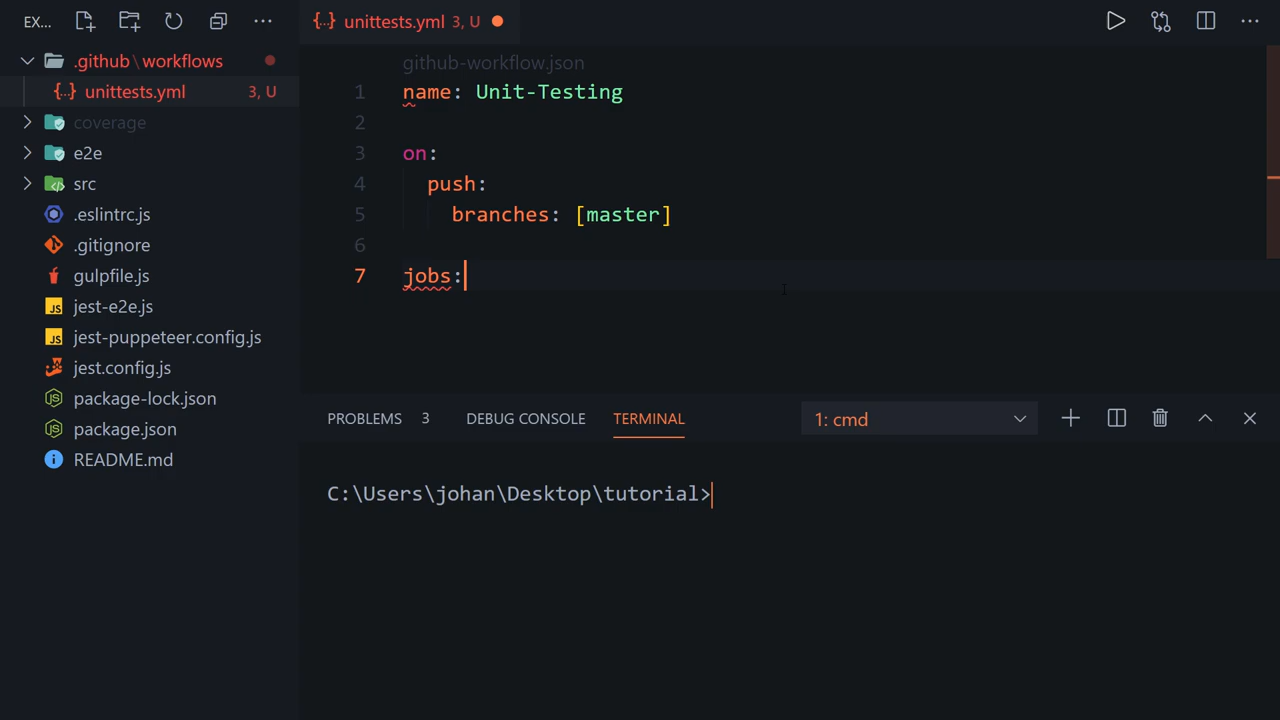 EX...
.github\workflows
unittests.yml 3, U
coverage
e2e
src
.eslintrc.js
.gitignore
gulpfile.js
jest-e2e.js
jest-puppeteer.config.js
jest.config.js
package-lock.json
package.json
README.md
unittests.yml 3, U
github-workflow.json
1 name: Unit-Testing
2
3 on:
4 push:
5 branches: [master]
6
7 jobs:
PROBLEMS 3 DEBUG CONSOLE TERMINAL 1: cmd
C:\Users\johan\Desktop\tutorial>